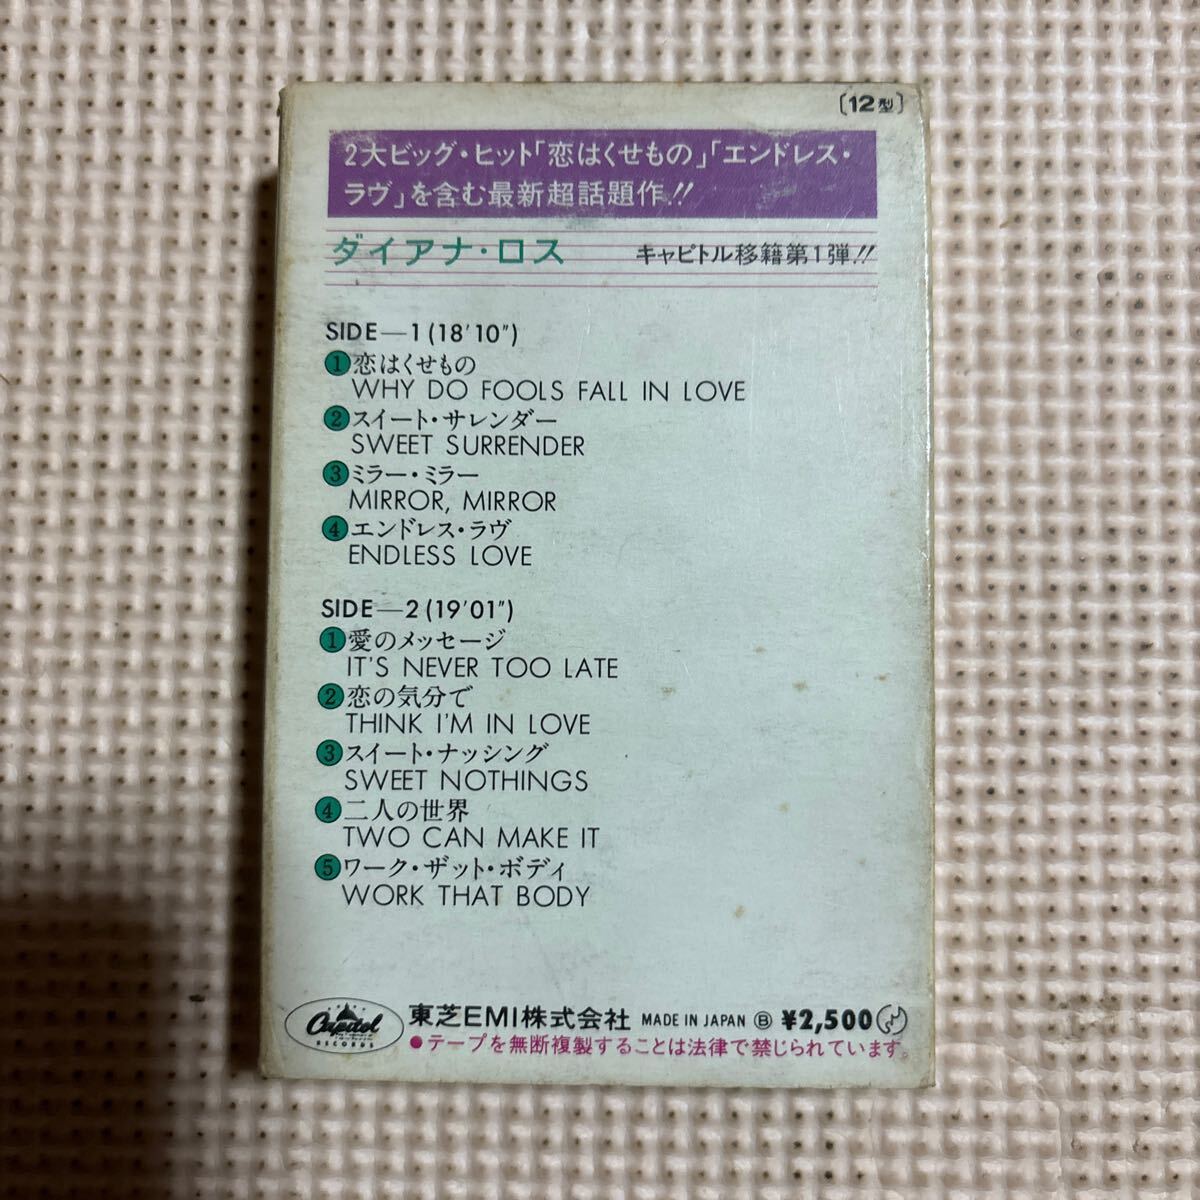 [12型]
2大ビッグ・ヒット「恋はくせもの」「エンドレス・
ラヴ」を含む最新超話題作!!
ダイアナ・ロス キャピトル移籍第1弾!!
SIDE—1 (18'10")
1 恋はくせもの
WHY DO FOOLS FALL IN LOVE
2 スイート・サレンダー
SWEET SURRENDER
3 ミラー・ミラー
MIRROR, MIRROR
4 エンドレス・ラヴ
ENDLESS LOVE
SIDE—2 (19'01")
1 愛のメッセージ
IT'S NEVER TOO LATE
2 恋の気分で
THINK I'M IN LOVE
3 スイート・ナッシング
SWEET NOTHINGS
4 二人の世界
TWO CAN MAKE IT
5 ワーク・ザット・ボディ
WORK THAT BODY
Capitol
RECORDS
東芝EMI株式会社 MADE IN JAPAN Ⓑ ¥2,500
●テープを無断複製することは法律で禁じられています。